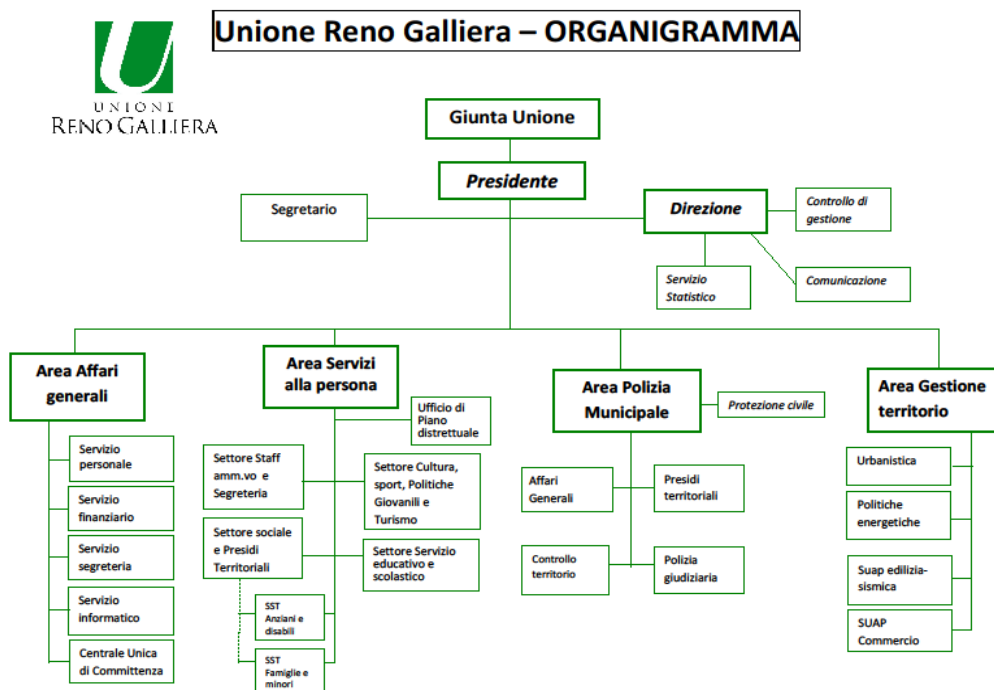 Unione Reno Galliera – ORGANIGRAMMA
UNIONE
RENO GALLIERA
Giunta Unione
Presidente
Segretario
Direzione
Controllo di
gestione
Servizio
Statistico
Comunicazione
Area Affari
generali
Servizio
personale
Servizio
finanziario
Servizio
segreteria
Servizio
informatico
Centrale Unica
di Committenza
Area Servizi
alla persona
Ufficio di
Piano
distrettuale
Settore Staff
amm.vo e
Segreteria
Settore Cultura,
sport, Politiche
Giovanili e
Turismo
Settore sociale
e Presidi
Territoriali
Settore Servizio
educativo e
scolastico
SST
Anziani e
disabili
SST
Famiglie e
minori
Area Polizia
Municipale
Protezione civile
Affari
Generali
Presidi
territoriali
Controllo
territorio
Polizia
giudiziaria
Area Gestione
territorio
Urbanistica
Politiche
energetiche
Suap edilizia-
sismica
SUAP
Commercio